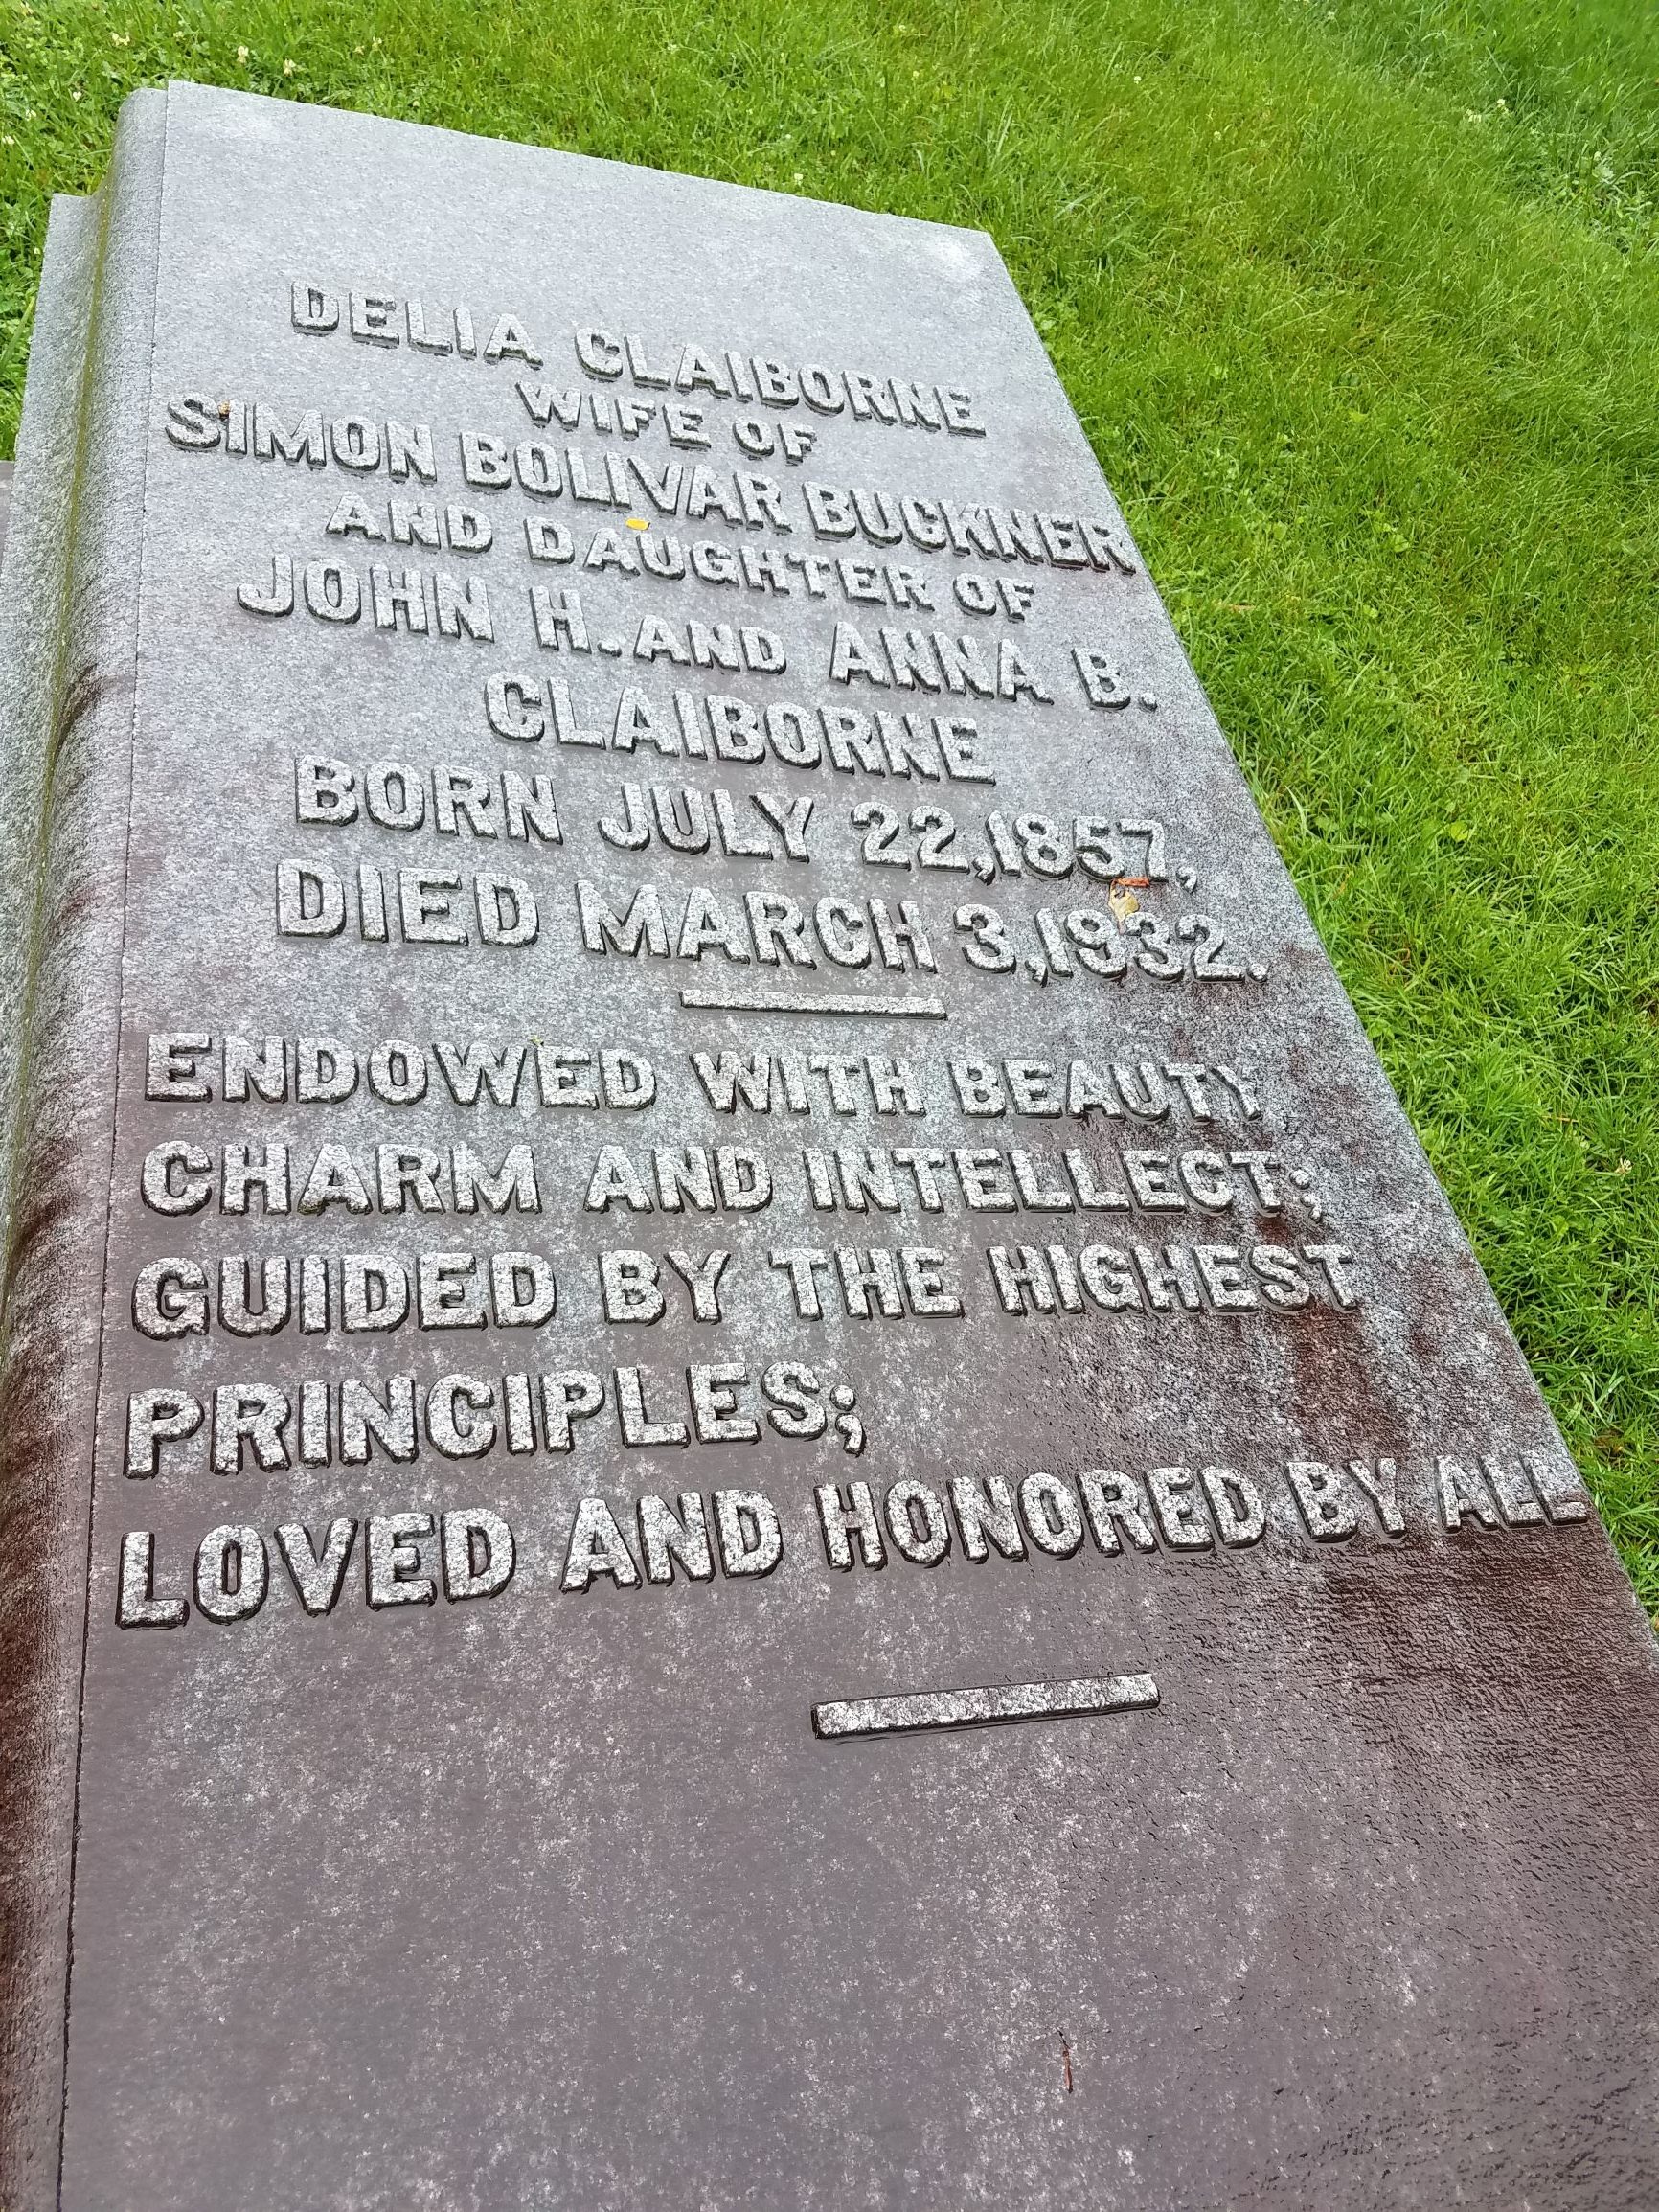 DELIA CLAIBORNE
WIFE OF
SIMON BOLIVAR BUCKNER
AND DAUGHTER OF
JOHN H. AND ANNA B.
CLAIBORNE
BORN JULY 22, 1857,
DIED MARCH 3, 1932.
ENDOWED WITH BEAUTY
CHARM AND INTELLECT;
GUIDED BY THE HIGHEST
PRINCIPLES;
LOVED AND HONORED BY ALL